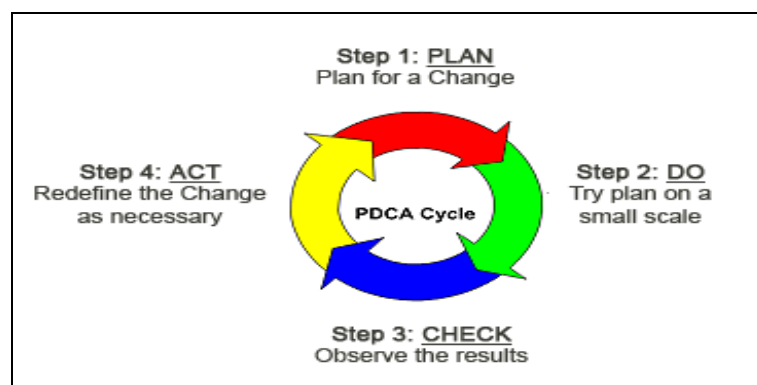 Step 1: PLAN
Plan for a Change
Step 4: ACT
Redefine the Change
as necessary
PDCA Cycle
Step 2: DO
Try plan on a
small scale
Step 3: CHECK
Observe the results